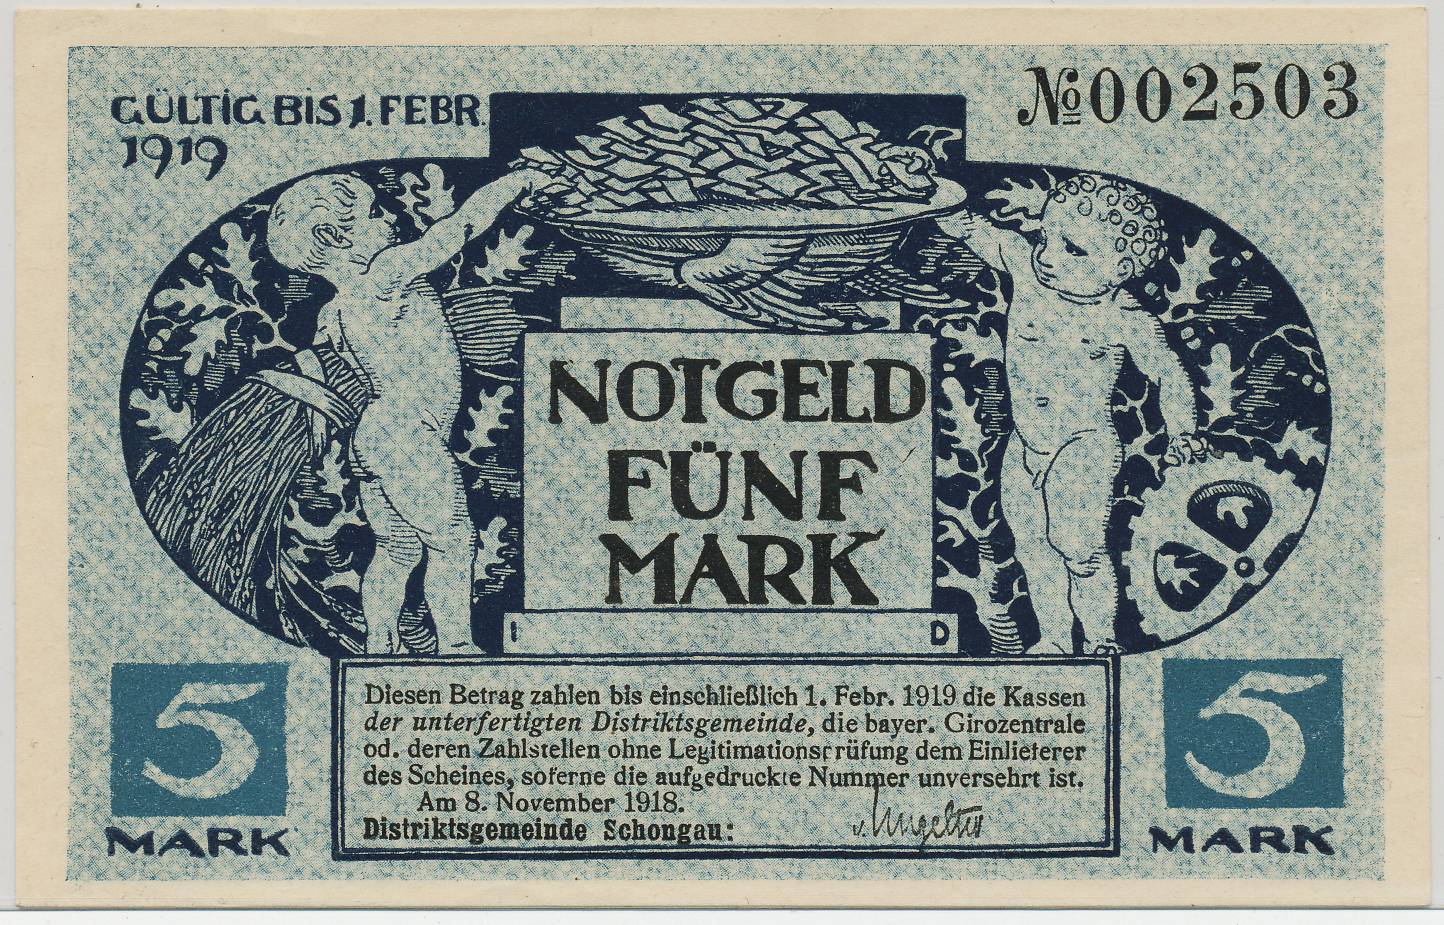 GÜLTIG BIS 1. FEBR.
1919
№ 002503
NOTGELD
FÜNF
MARK
I D
5
MARK
5
MARK
Diesen Betrag zahlen bis einschließlich 1. Febr. 1919 die Kassen
der unterfertigten Distriktsgemeinde, die bayer. Girozentrale
od. deren Zahlstellen ohne Legitimationsprüfung dem Einlieferer
des Scheines, soferne die aufgedruckte Nummer unversehrt ist.
Am 8. November 1918.
Distriktsgemeinde Schongau: